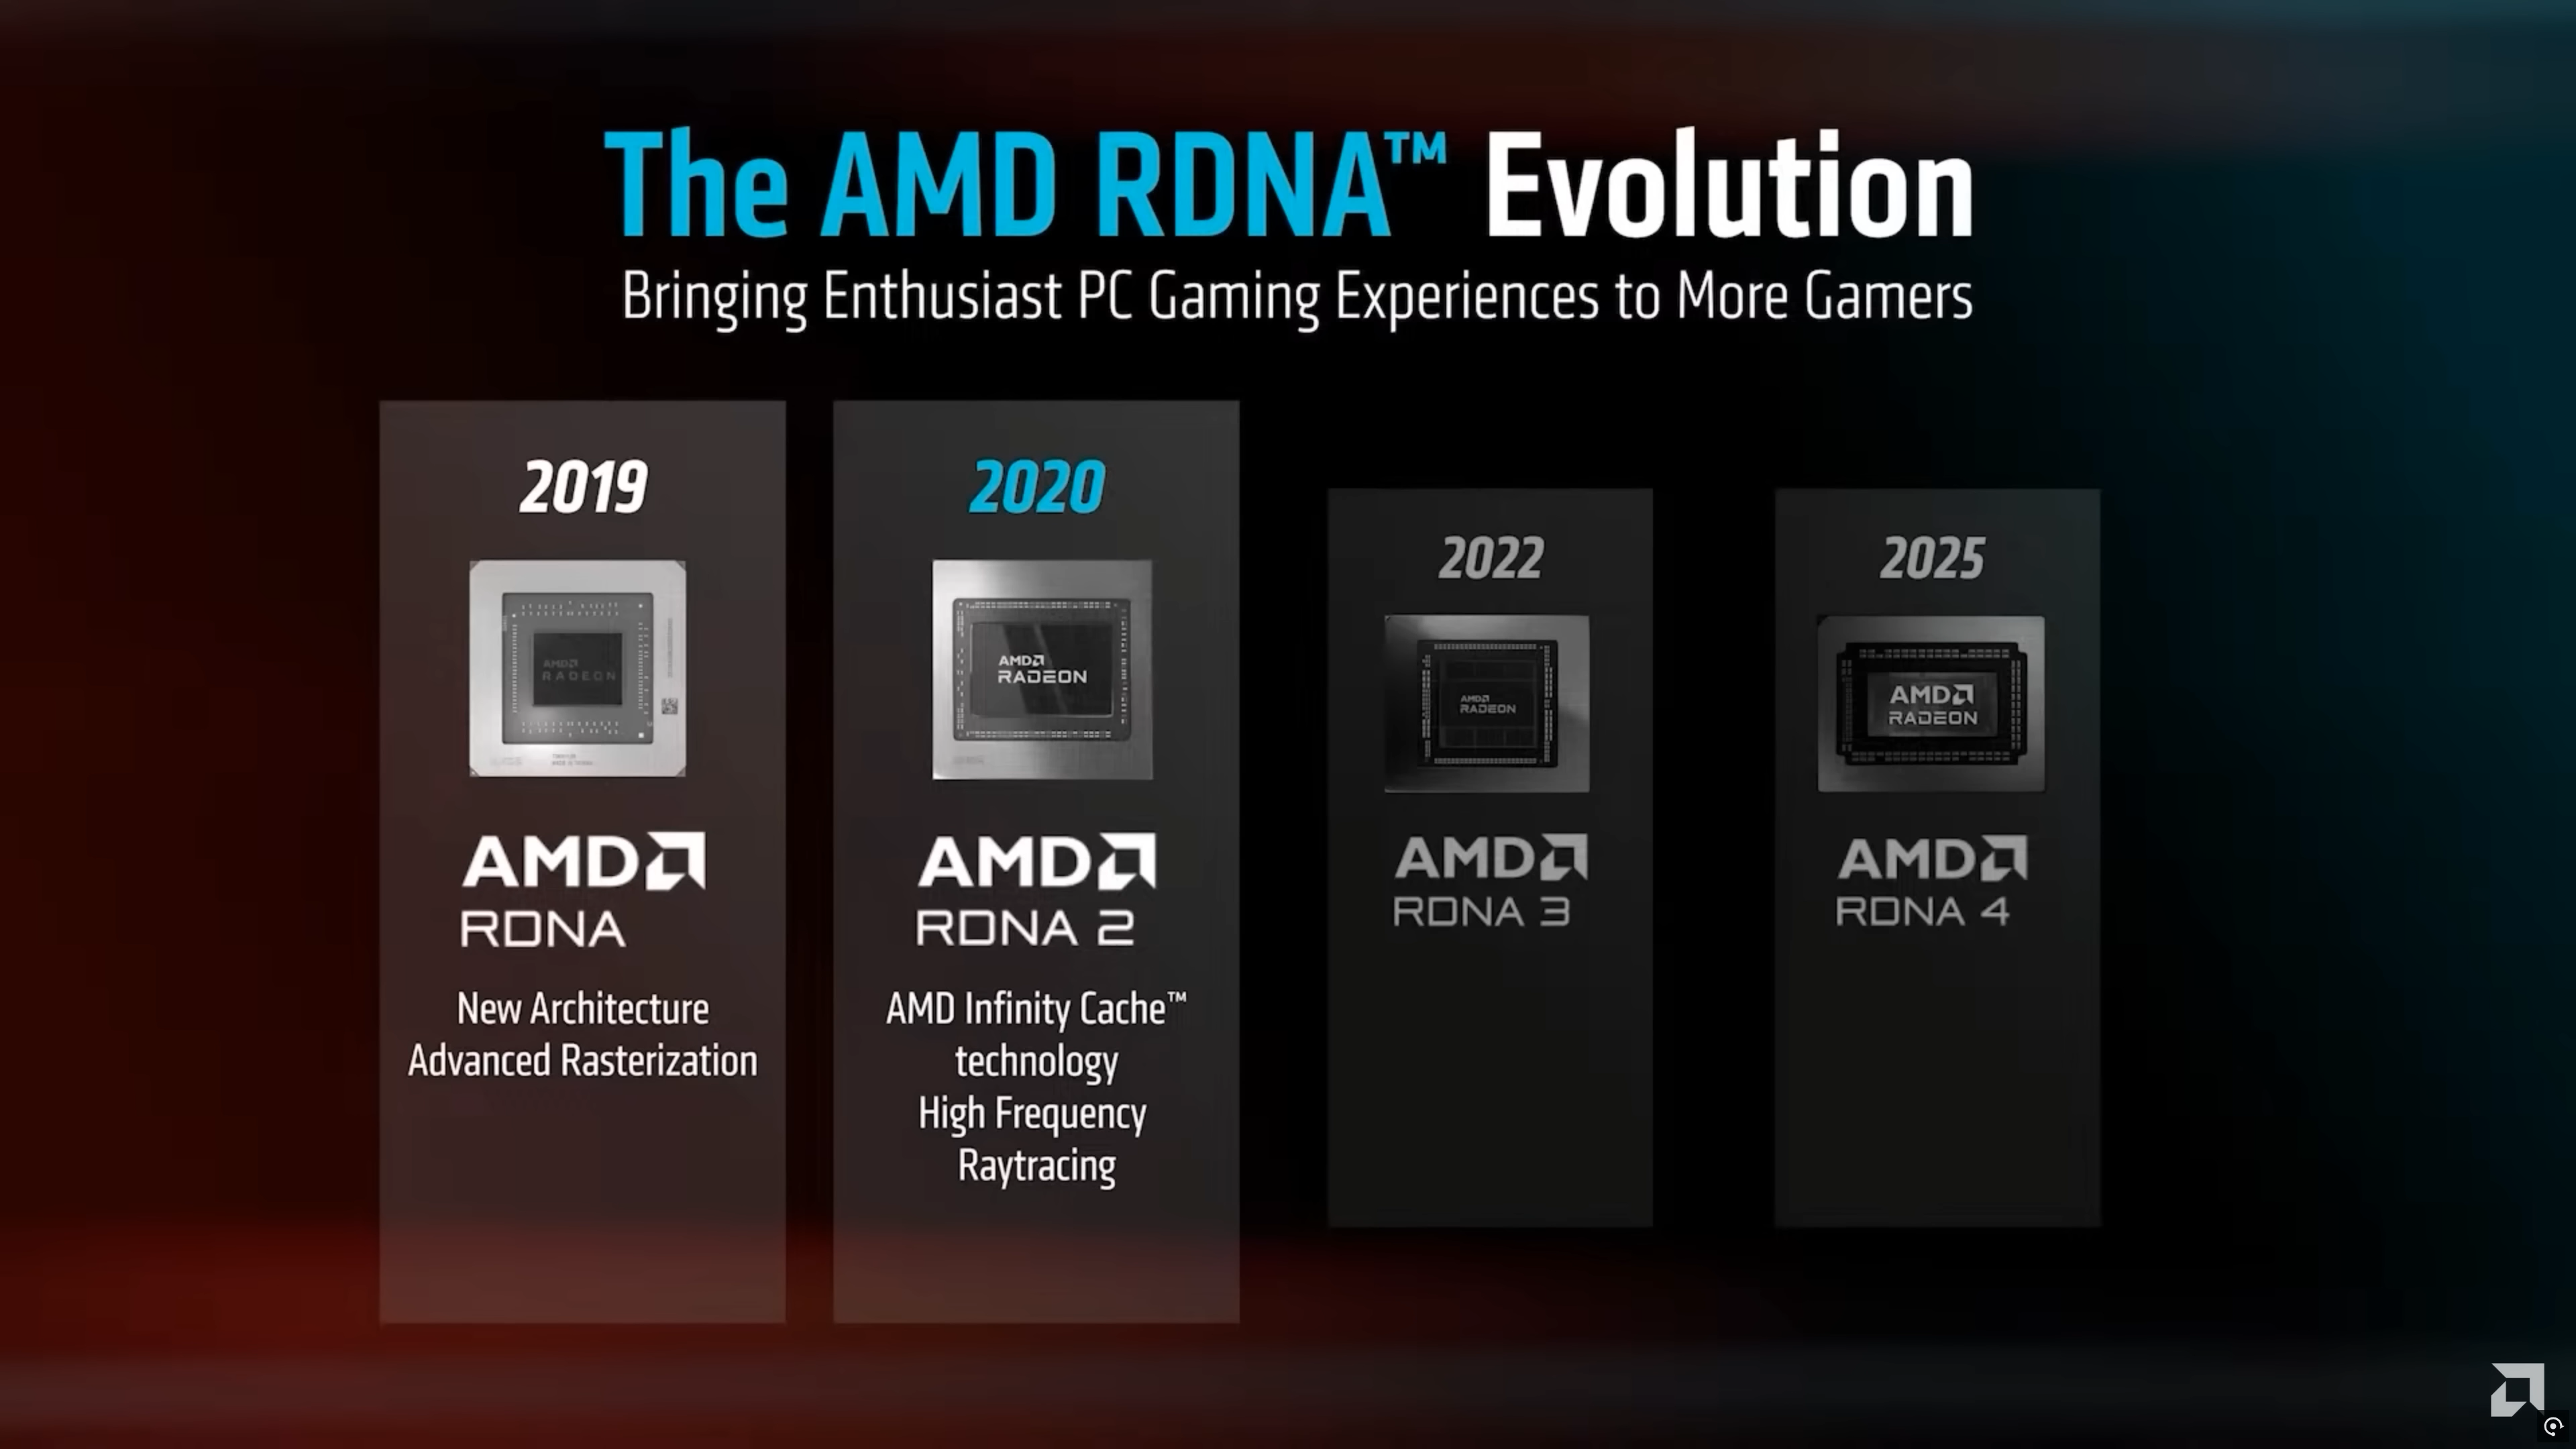 The AMD RDNA™ Evolution
Bringing Enthusiast PC Gaming Experiences to More Gamers
2019
AMD
RADEON
AMD
RDNA
New Architecture
Advanced Rasterization
2020
AMD
RADEON
AMD
RDNA 2
AMD Infinity Cache™
technology
High Frequency
Raytracing
2022
AMD
RADEON
AMD
RDNA 3
2025
AMD
RADEON
AMD
RDNA 4